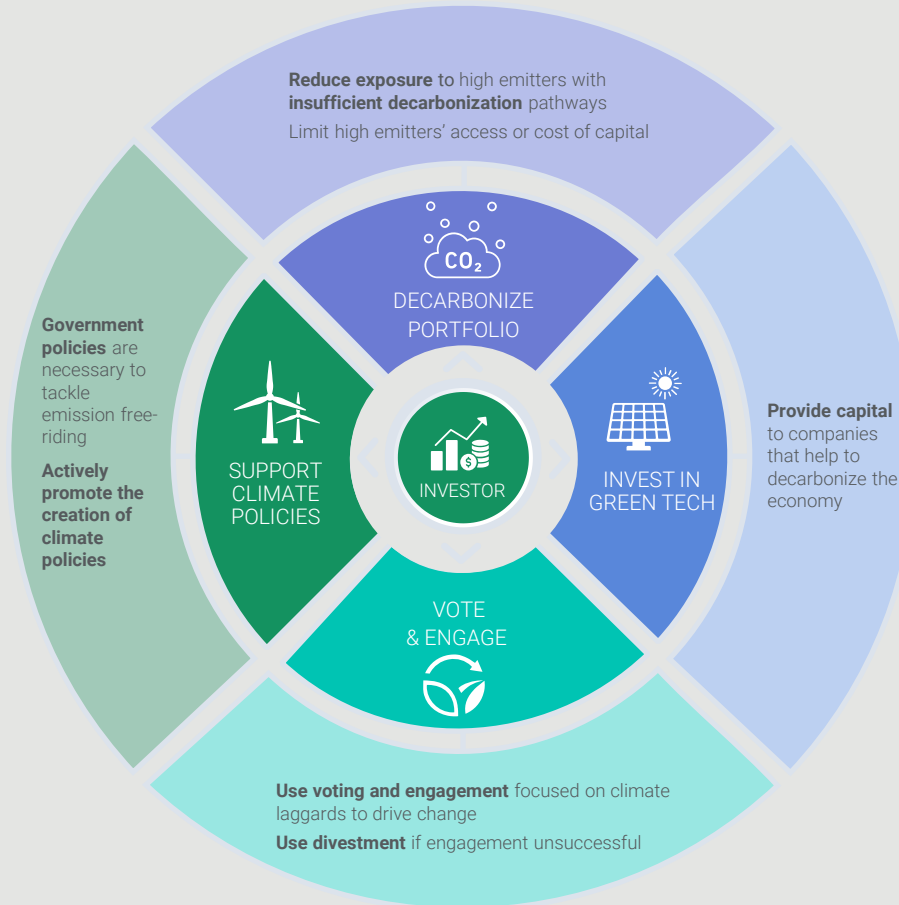 Reduce exposure to high emitters with
insufficient decarbonization pathways
Limit high emitters’ access or cost of capital
CO₂
DECARBONIZE
PORTFOLIO
Government
policies are
necessary to
tackle
emission free-
riding
Actively
promote the
creation of
climate
policies
SUPPORT
CLIMATE
POLICIES
$
INVESTOR
INVEST IN
GREEN TECH
Provide capital
to companies
that help to
decarbonize the
economy
VOTE
& ENGAGE
Use voting and engagement focused on climate
laggards to drive change
Use divestment if engagement unsuccessful